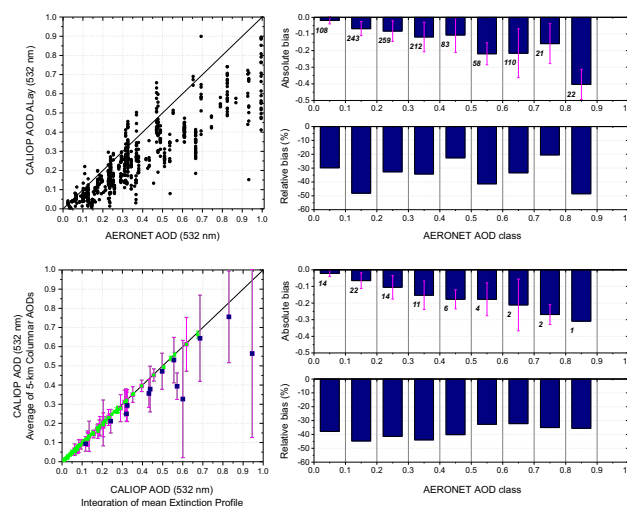 CALIOP AOD ALay (532 nm)
1.0
0.9
0.8
0.7
0.6
0.5
0.4
0.3
0.2
0.1
0.0
0.0 0.1 0.2 0.3 0.4 0.5 0.6 0.7 0.8 0.9 1.0
AERONET AOD (532 nm)
Absolute bias
0.0
-0.1
-0.2
-0.3
-0.4
-0.5
108 243 259 212 83 58 110 21 22
Relative bias (%)
0
-10
-20
-30
-40
-50
-60
0.0 0.1 0.2 0.3 0.4 0.5 0.6 0.7 0.8 0.9 1.0
AERONET AOD class
CALIOP AOD (532 nm)
Average of 5-km Columnar AODs
1.0
0.9
0.8
0.7
0.6
0.5
0.4
0.3
0.2
0.1
0.0
0.0 0.1 0.2 0.3 0.4 0.5 0.6 0.7 0.8 0.9 1.0
CALIOP AOD (532 nm)
Integration of mean Extinction Profile
Absolute bias
0.0
-0.1
-0.2
-0.3
-0.4
-0.5
14 22 14 11 6 4 2 2 1
Relative bias (%)
0
-10
-20
-30
-40
-50
-60
0.0 0.1 0.2 0.3 0.4 0.5 0.6 0.7 0.8 0.9 1.0
AERONET AOD class